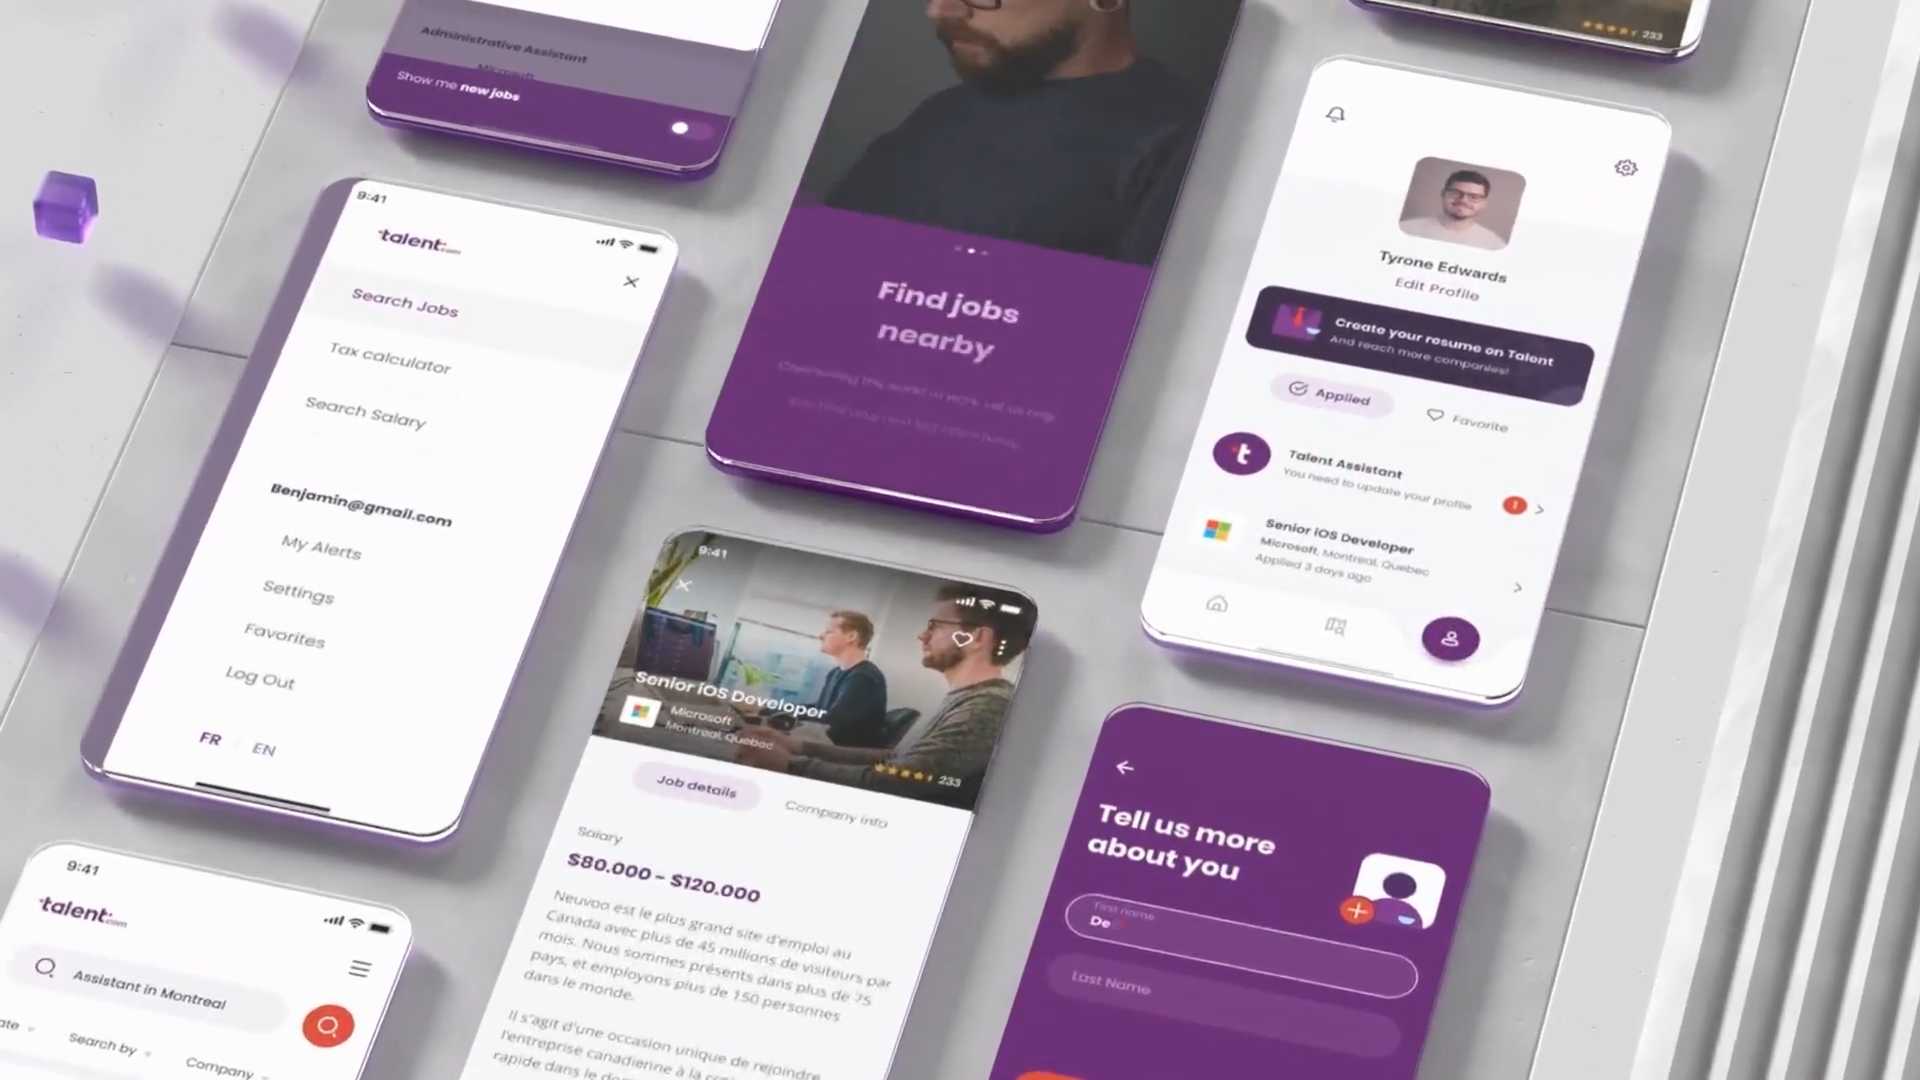 Administrative Assistant
Microsoft
Show me new jobs
233
9:41
talent.com
Search Jobs
Tax calculator
Search Salary
Benjamin@gmail.com
My Alerts
Settings
Favorites
Log Out
FR
EN
Find jobs
nearby
Tyrone Edwards
Edit Profile
Create your resume on Talent
And reach more companies!
Applied
Favorite
t
Talent Assistant
You need to update your profile
1
Senior iOS Developer
Microsoft, Montreal, Quebec
Applied 3 days ago
9:41
Senior iOS Developer
Microsoft
Montreal, Quebec
233
Job details
Company info
Salary
$80.000 - $120.000
Neuvoo est le plus grand site d'emploi au
Canada avec plus de 45 millions de visiteurs par
mois. Nous sommes présents dans plus de 75
pays, et employons plus de 150 personnes
dans le monde.
Il s'agit d'une occasion unique de rejoindre
l'entreprise canadienne à la
rapide dans le
Tell us more
about you
First name
De
Last Name
9:41
talent.com
Assistant in Montreal
Search by
Company